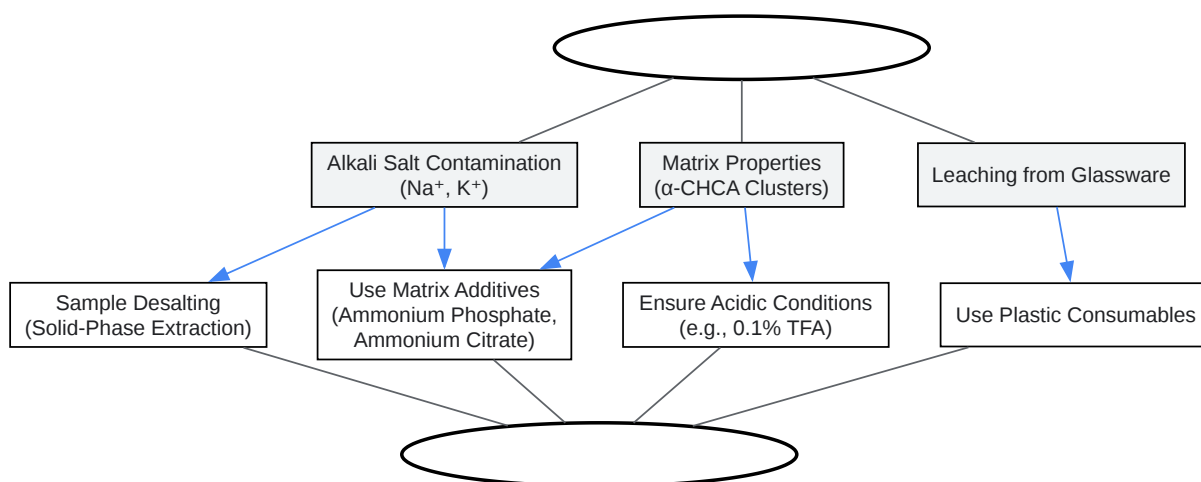 Alkali Salt Contamination
(Na⁺, K⁺)
Matrix Properties
(α-CHCA Clusters)
Leaching from Glassware
Sample Desalting
(Solid-Phase Extraction)
Use Matrix Additives
(Ammonium Phosphate,
Ammonium Citrate)
Ensure Acidic Conditions
(e.g., 0.1% TFA)
Use Plastic Consumables